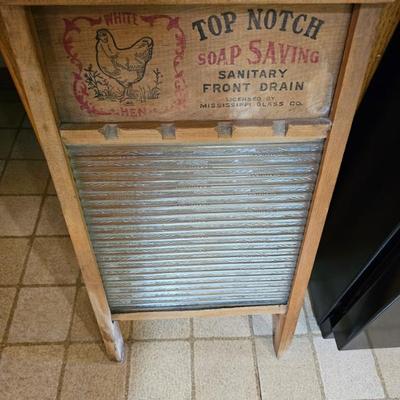 WHITE
HEN
TOP NOTCH
SOAP SAVING
SANITARY
FRONT DRAIN
LICENSED BY
MISSISSIPPI GLASS CO.